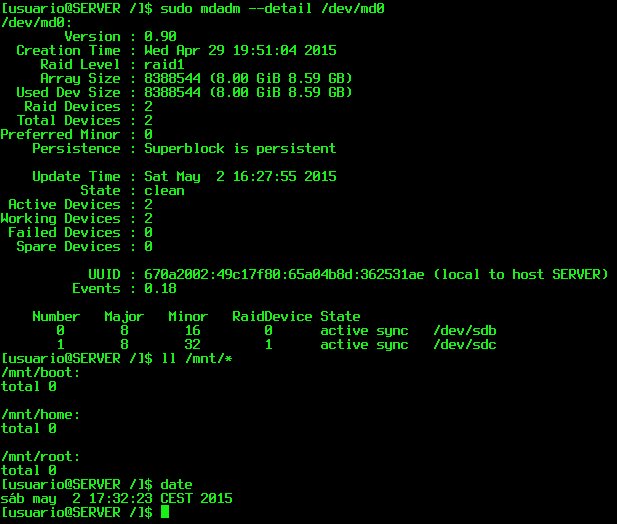 [usuario@SERVER /]$ sudo mdadm --detail /dev/md0
/dev/md0:
Version : 0.90
Creation Time : Wed Apr 29 19:51:04 2015
Raid Level : raid1
Array Size : 8388544 (8.00 GiB 8.59 GB)
Used Dev Size : 8388544 (8.00 GiB 8.59 GB)
Raid Devices : 2
Total Devices : 2
Preferred Minor : 0
Persistence : Superblock is persistent

Update Time : Sat May  2 16:27:55 2015
State : clean
Active Devices : 2
Working Devices : 2
Failed Devices : 0
Spare Devices : 0

UUID : 670a2002:49c17f80:65a04b8d:362531ae (local to host SERVER)
Events : 0.18

Number   Major   Minor   RaidDevice State
0       8       16        0      active sync   /dev/sdb
1       8       32        1      active sync   /dev/sdc
[usuario@SERVER /]$ ll /mnt/*
/mnt/boot:
total 0

/mnt/home:
total 0

/mnt/root:
total 0
[usuario@SERVER /]$ date
sáb may  2 17:32:23 CEST 2015
[usuario@SERVER /]$